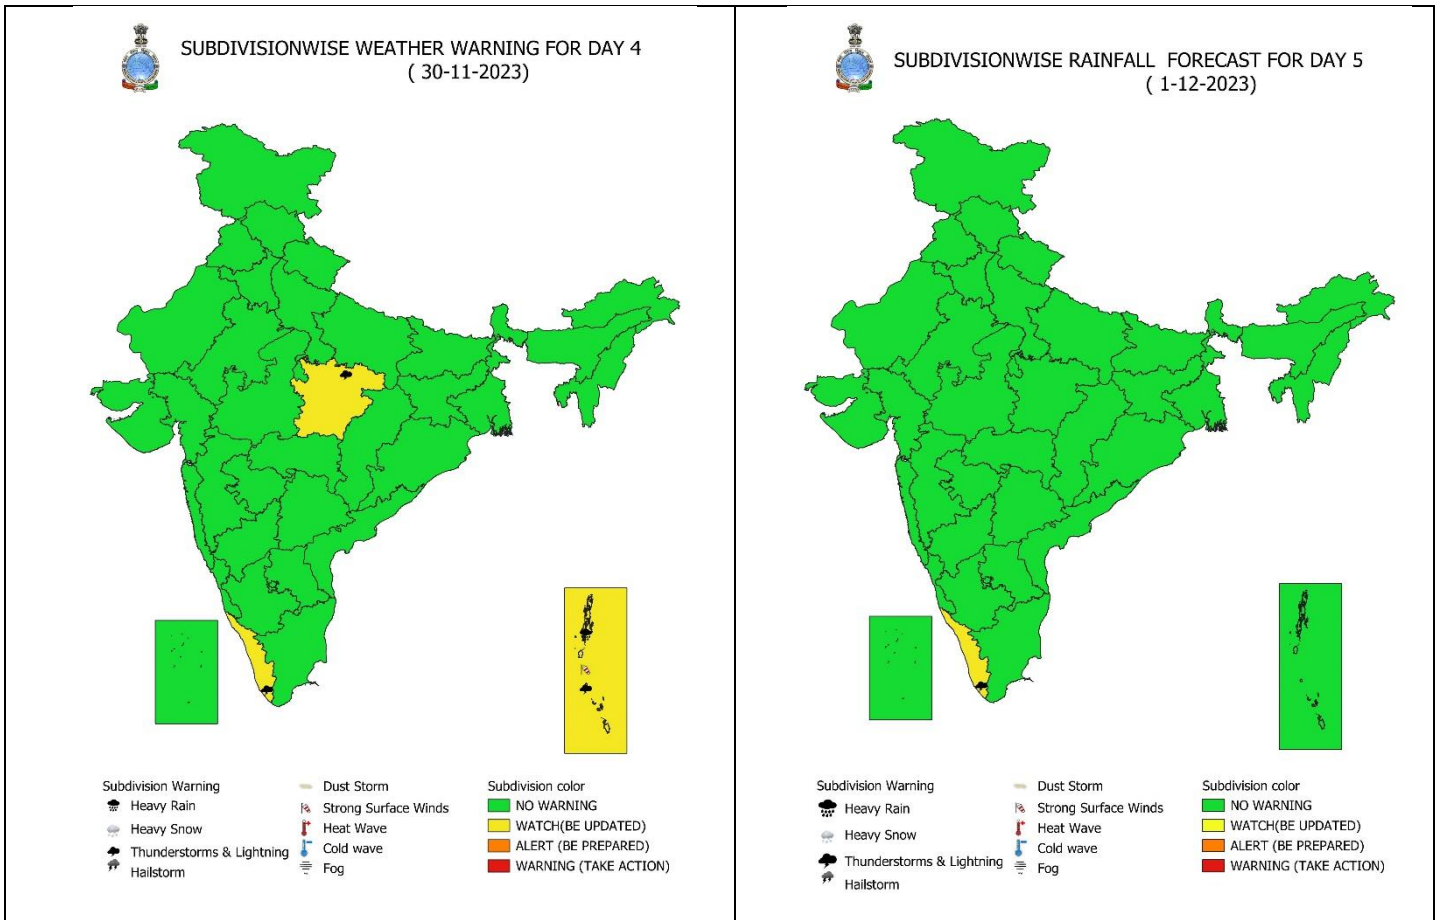 SUBDIVISIONWISE WEATHER WARNING FOR DAY 4
( 30-11-2023)
Subdivision Warning
Heavy Rain
Heavy Snow
Thunderstorms & Lightning
Hailstorm
Dust Storm
Strong Surface Winds
Heat Wave
Cold wave
Fog
Subdivision color
NO WARNING
WATCH(BE UPDATED)
ALERT (BE PREPARED)
WARNING (TAKE ACTION)
SUBDIVISIONWISE RAINFALL  FORECAST FOR DAY 5
( 1-12-2023)
Subdivision Warning
Heavy Rain
Heavy Snow
Thunderstorms & Lightning
Hailstorm
Dust Storm
Strong Surface Winds
Heat Wave
Cold wave
Fog
Subdivision color
NO WARNING
WATCH(BE UPDATED)
ALERT (BE PREPARED)
WARNING (TAKE ACTION)